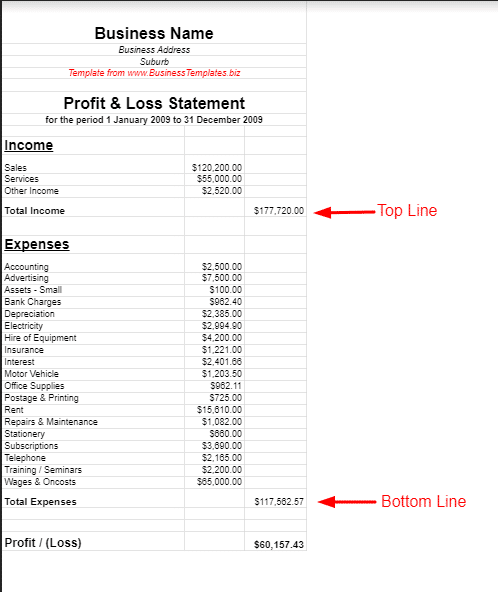 Business Name
Business Address
Suburb
Template from www.BusinessTemplates.biz
Profit & Loss Statement
for the period 1 January 2009 to 31 December 2009
Income
Sales $120,200.00
Services $55,000.00
Other Income $2,520.00
Total Income $177,720.00 Top Line
Expenses
Accounting $2,500.00
Advertising $7,500.00
Assets - Small $100.00
Bank Charges $962.40
Depreciation $2,385.00
Electricity $2,994.90
Hire of Equipment $4,200.00
Insurance $1,221.00
Interest $2,401.66
Motor Vehicle $1,203.50
Office Supplies $962.11
Postage & Printing $725.00
Rent $15,610.00
Repairs & Maintenance $1,082.00
Stationery $660.00
Subscriptions $3,690.00
Telephone $2,165.00
Training / Seminars $2,200.00
Wages & Oncosts $65,000.00
Total Expenses $117,562.57 Bottom Line
Profit / (Loss) $60,157.43